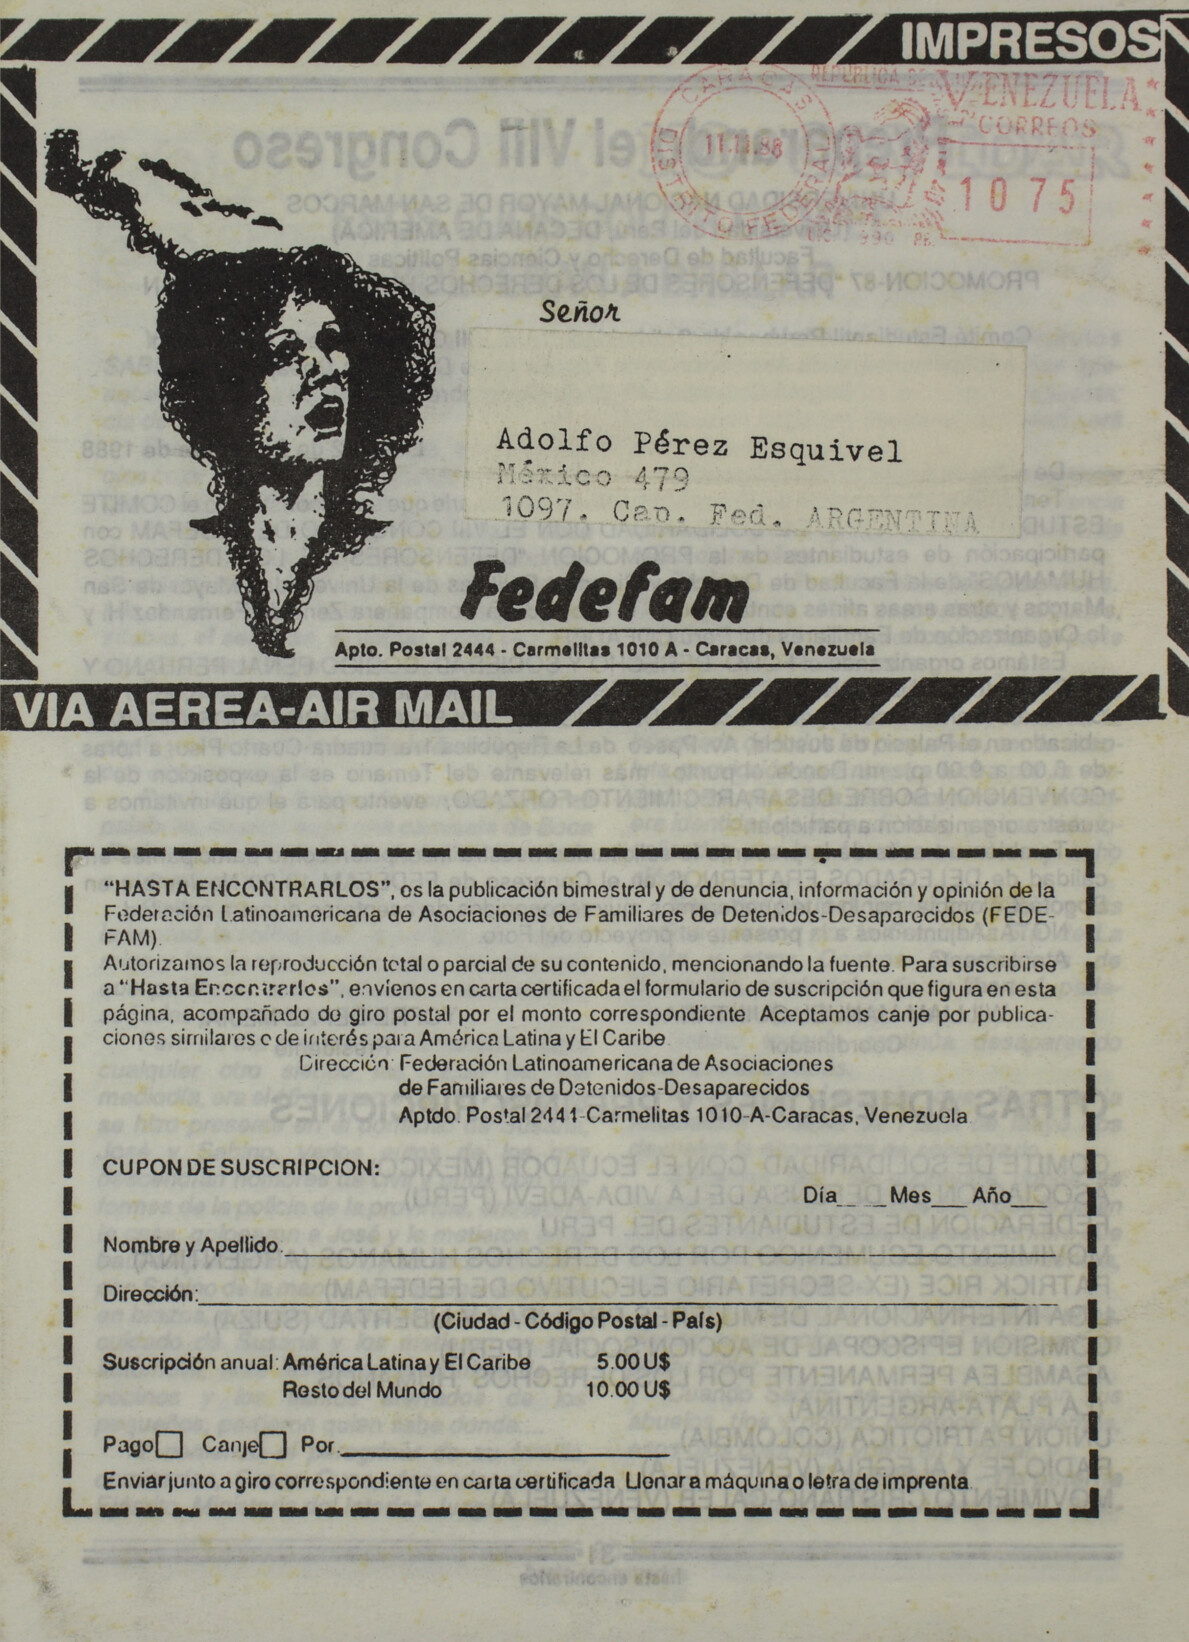 IMPRESOS
CARACAS
DISTRITO FEDERAL
REPUBLICA DE
VENEZUELA
CORREOS
1075
Señor
Adolfo Pérez Esquivel
México 479
1097. Cap. Fed. ARGENTINA
Fedefam
Apto. Postal 2444 - Carmelitas 1010 A - Caracas, Venezuela
VIA AEREA-AIR MAIL
“HASTA ENCONTRARLOS”, es la publicación bimestral y de denuncia, información y opinión de la
Federación Latinoamericana de Asociaciones de Familiares de Detenidos-Desaparecidos (FEDE-
FAM).
Autorizamos la reproducción total o parcial de su contenido, mencionando la fuente. Para suscribirse
a “Hasta Encontrarlos”, envíenos en carta certificada el formulario de suscripción que figura en esta
página, acompañado de giro postal por el monto correspondiente. Aceptamos canje por publica-
ciones similares o de interés para América Latina y El Caribe.
Dirección: Federación Latinoamericana de Asociaciones
de Familiares de Detenidos-Desaparecidos
Aptdo. Postal 2444-Carmelitas 1010-A-Caracas, Venezuela
CUPON DE SUSCRIPCION:
Día__ __Mes___ Año___
Nombre y Apellido:
Dirección:
(Ciudad - Código Postal - País)
Suscripción anual: América Latina y El Caribe 5.00 U$
Resto del Mundo 10.00 U$
Pago Canje Por:
Enviar junto a giro correspondiente en carta certificada. Llenar a máquina o letra de imprenta.